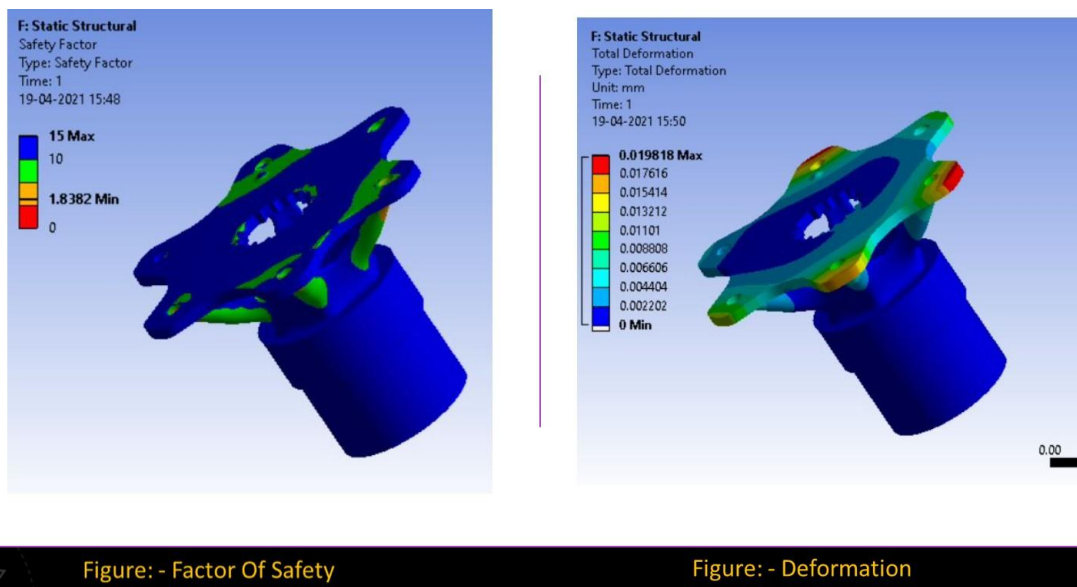 F: Static Structural
Safety Factor
Type: Safety Factor
Time: 1
19-04-2021 15:48
15 Max
10
1.8382 Min
0
F: Static Structural
Total Deformation
Type: Total Deformation
Unit: mm
Time: 1
19-04-2021 15:50
0.019818 Max
0.017616
0.015414
0.013212
0.01101
0.008808
0.006606
0.004404
0.002202
0 Min
0.00
Figure: - Factor Of Safety
Figure: - Deformation